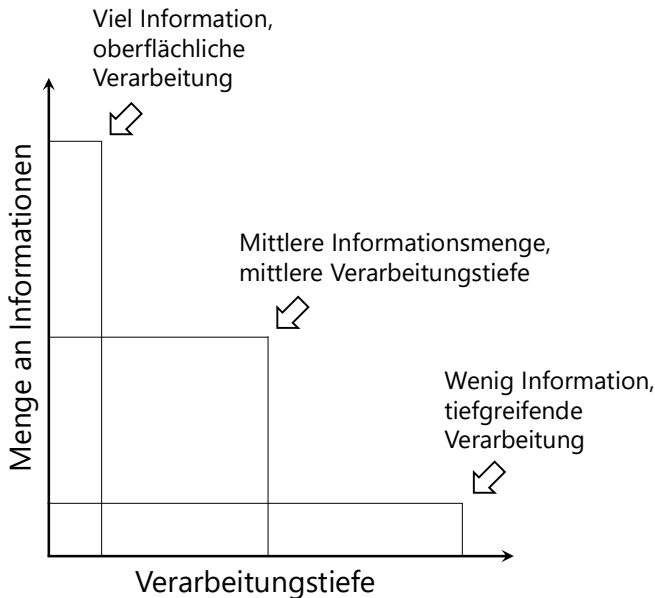 Viel Information,
oberflächliche
Verarbeitung
Menge an Informationen
Mittlere Informationsmenge,
mittlere Verarbeitungstiefe
Wenig Information,
tiefgreifende
Verarbeitung
Verarbeitungstiefe